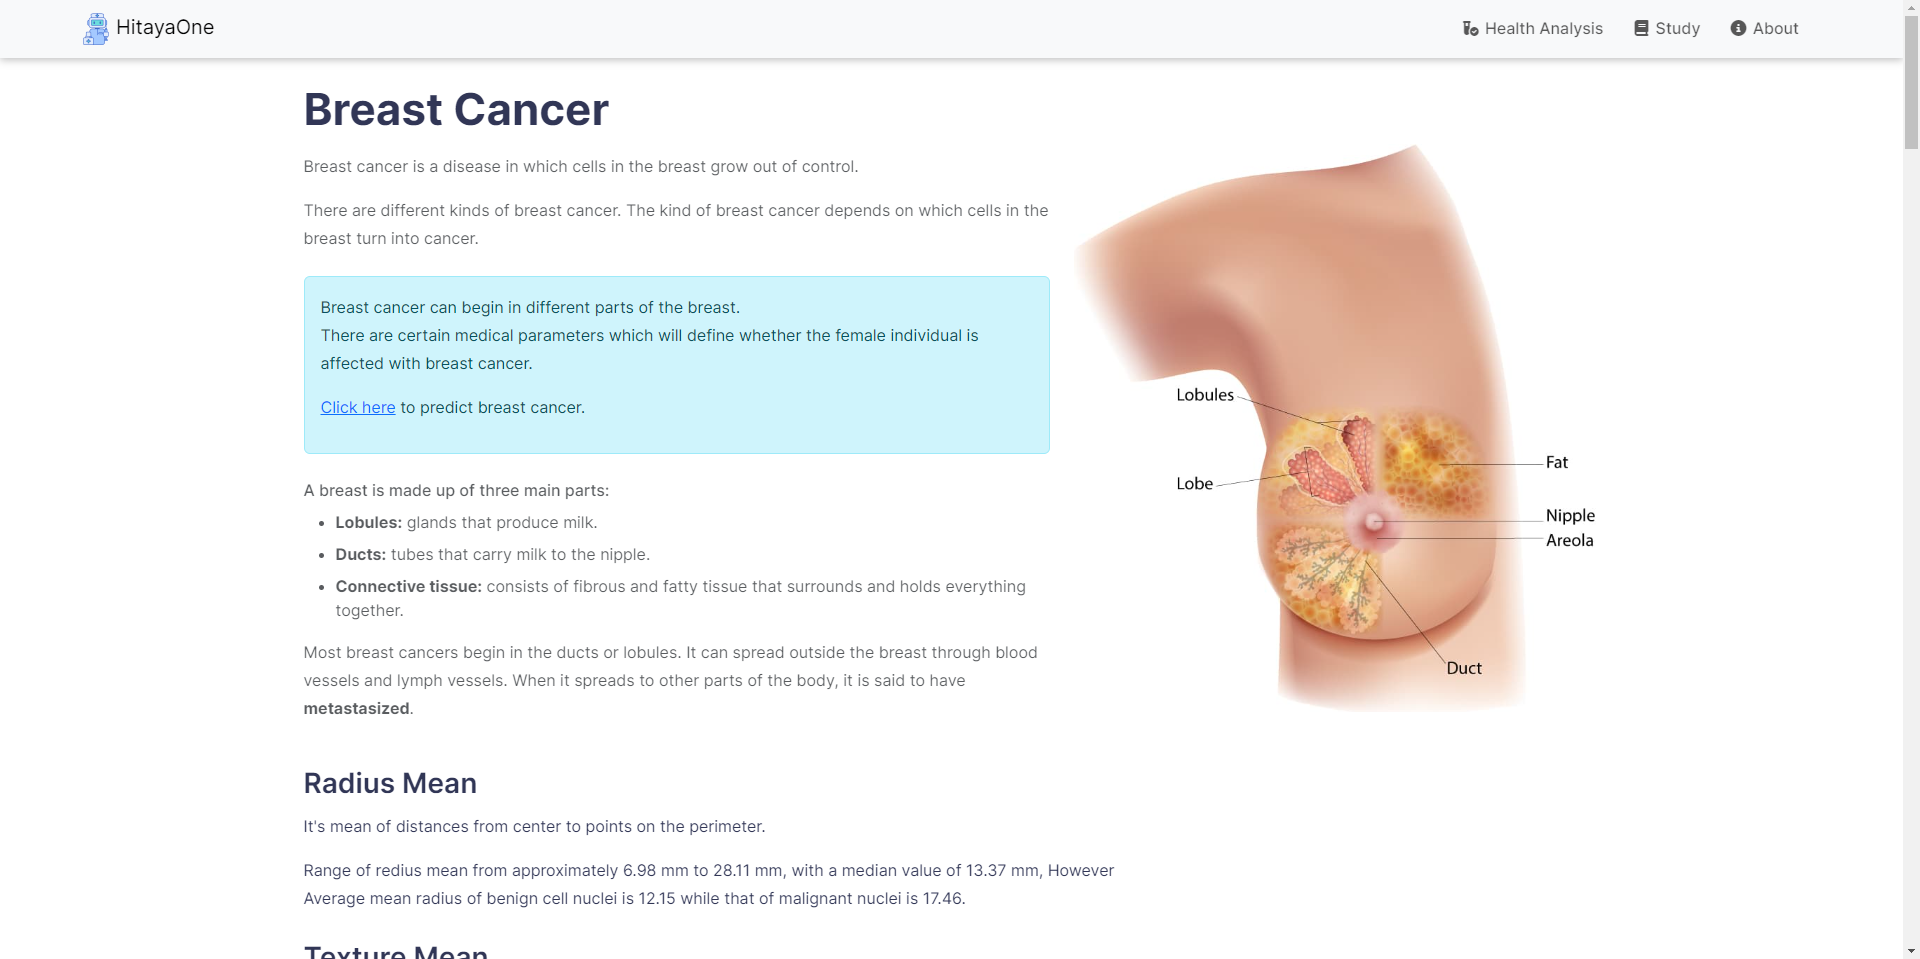 HitayaOne
Health Analysis
Study
About
Breast Cancer
Breast cancer is a disease in which cells in the breast grow out of control.
There are different kinds of breast cancer. The kind of breast cancer depends on which cells in the
breast turn into cancer.
Breast cancer can begin in different parts of the breast.
There are certain medical parameters which will define whether the female individual is
affected with breast cancer.
Click here to predict breast cancer.
A breast is made up of three main parts:
• Lobules: glands that produce milk.
• Ducts: tubes that carry milk to the nipple.
• Connective tissue: consists of fibrous and fatty tissue that surrounds and holds everything
together.
Most breast cancers begin in the ducts or lobules. It can spread outside the breast through blood
vessels and lymph vessels. When it spreads to other parts of the body, it is said to have
metastasized.
Lobules
Lobe
Fat
Nipple
Areola
Duct
Radius Mean
It's mean of distances from center to points on the perimeter.
Range of redius mean from approximately 6.98 mm to 28.11 mm, with a median value of 13.37 mm, However
Average mean radius of benign cell nuclei is 12.15 while that of malignant nuclei is 17.46.
Texture Mean